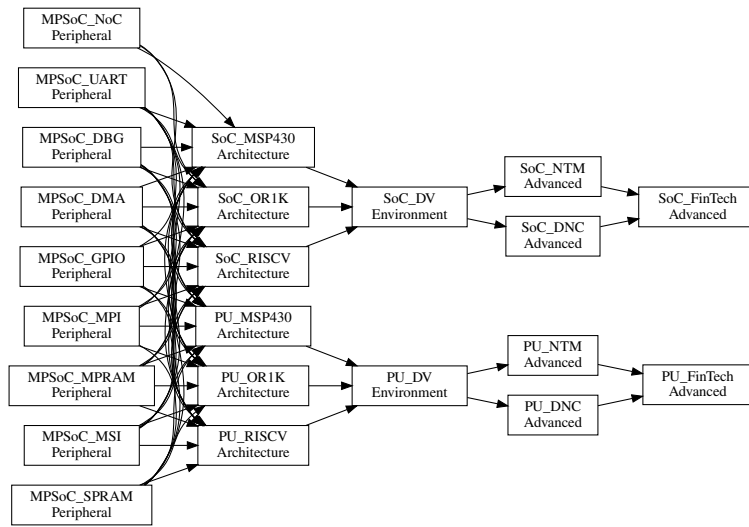 MPSoC_NoC
Peripheral
MPSoC_UART
Peripheral
MPSoC_DBG
Peripheral
MPSoC_DMA
Peripheral
MPSoC_GPIO
Peripheral
MPSoC_MPI
Peripheral
MPSoC_MPRAM
Peripheral
MPSoC_MSI
Peripheral
MPSoC_SPRAM
Peripheral
SoC_MSP430
Architecture
SoC_OR1K
Architecture
SoC_RISCV
Architecture
PU_MSP430
Architecture
PU_OR1K
Architecture
PU_RISCV
Architecture
SoC_DV
Environment
PU_DV
Environment
SoC_NTM
Advanced
SoC_DNC
Advanced
PU_NTM
Advanced
PU_DNC
Advanced
SoC_FinTech
Advanced
PU_FinTech
Advanced